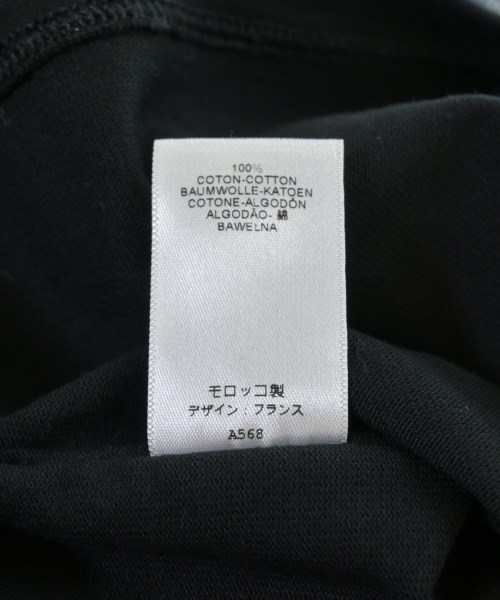 100%
COTON-COTTON
BAUMWOLLE-KATOEN
COTONE-ALGODÓN
ALGODÃO- 綿
BAWEŁNA
モロッコ製
デザイン：フランス
A568